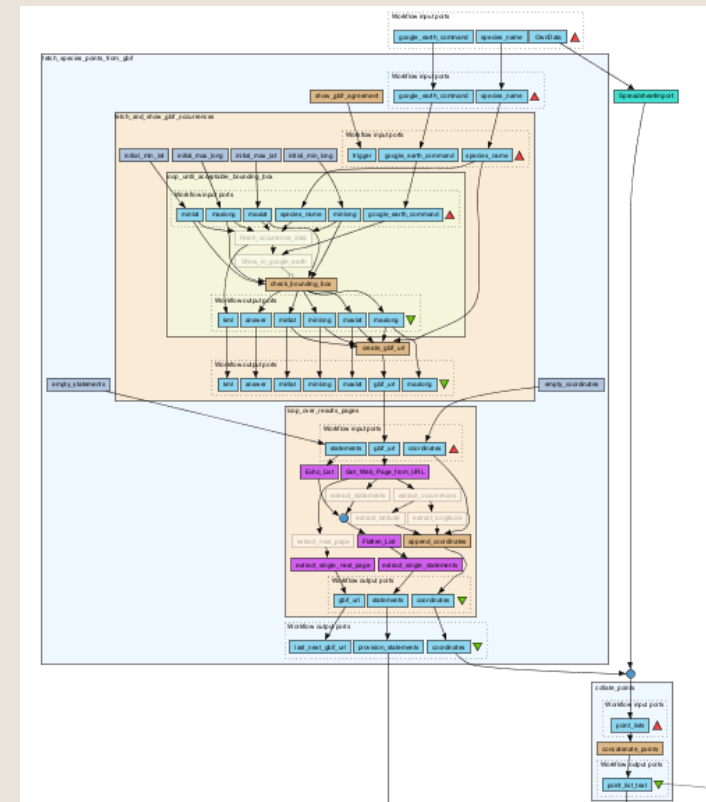 Workflow input ports
google_earth_command species_name OwnData
fetch_species_points_from_gbif
Workflow input ports
show_gbif_agreement google_earth_command species_name SpreadsheetImport
fetch_and_show_gbif_occurrences
Workflow input ports
initial_min_lat initial_max_long initial_max_lat initial_min_long trigger google_earth_command species_name
loop_until_acceptable_bounding_box
Workflow input ports
minlat maxlong maxlat species_name minlong google_earth_command
Fetch_occurrence_data
Show_in_google_earth
check_bounding_box
Workflow output ports
kml answer minlat minlong maxlat maxlong
create_gbif_url
Workflow output ports
kml answer minlat minlong maxlat gbif_url maxlong
empty_statements empty_coordinates
loop_over_results_pages
Workflow input ports
statements gbif_url coordinates
Echo_List Get_Web_Page_from_URL
extract_statements extract_occurrences
extract_latitude extract_longitude
extract_next_page Flatten_List append_coordinates
extract_single_next_page extract_single_statements
Workflow output ports
gbif_url statements coordinates
Workflow output ports
last_next_gbif_url provision_statements coordinates
collate_points
Workflow input ports
point_lists
concatenate_points
Workflow output ports
point_list_text